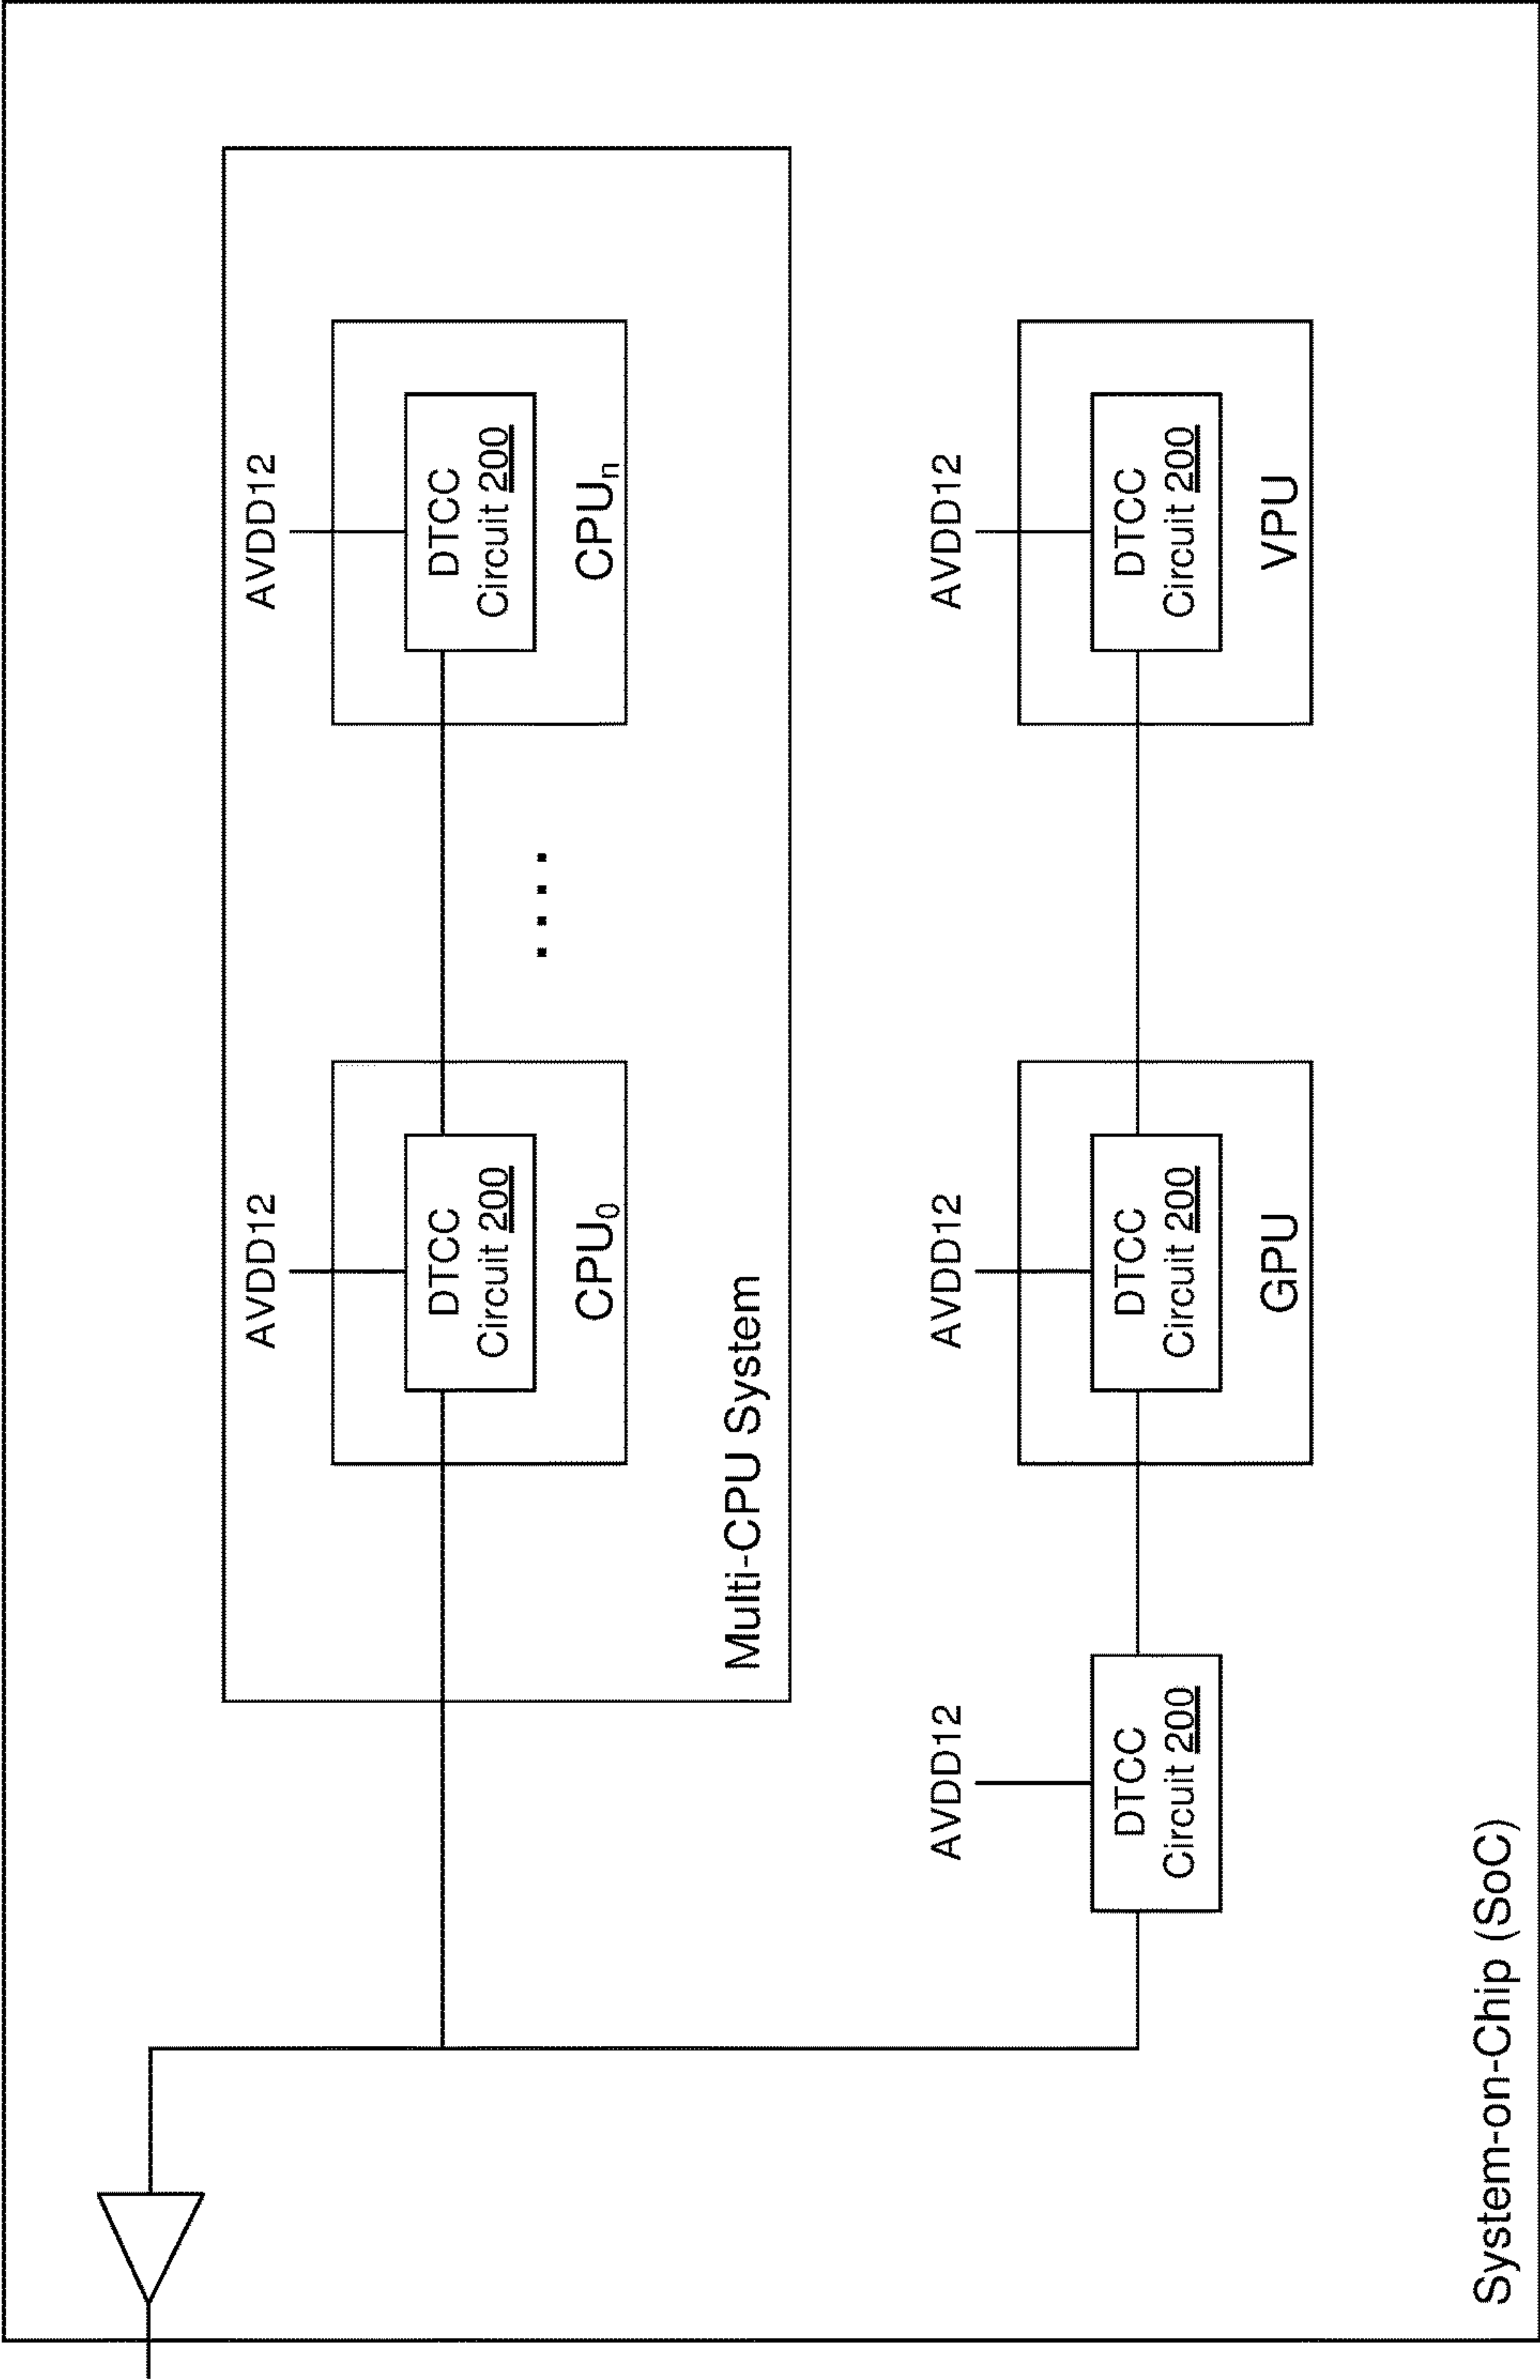 AVDD12
DTCC
Circuit 200
CPU0
AVDD12
DTCC
Circuit 200
CPUn
. . . .
Multi-CPU System
AVDD12
DTCC
Circuit 200
AVDD12
DTCC
Circuit 200
GPU
AVDD12
DTCC
Circuit 200
VPU
System-on-Chip (SoC)